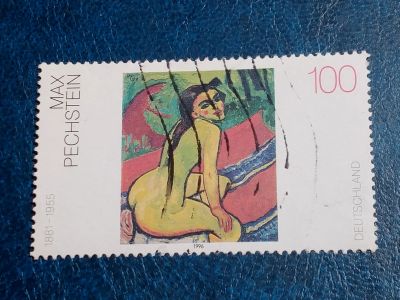 MAX
PECHSTEIN
1881–1955
100
DEUTSCHLAND
1996